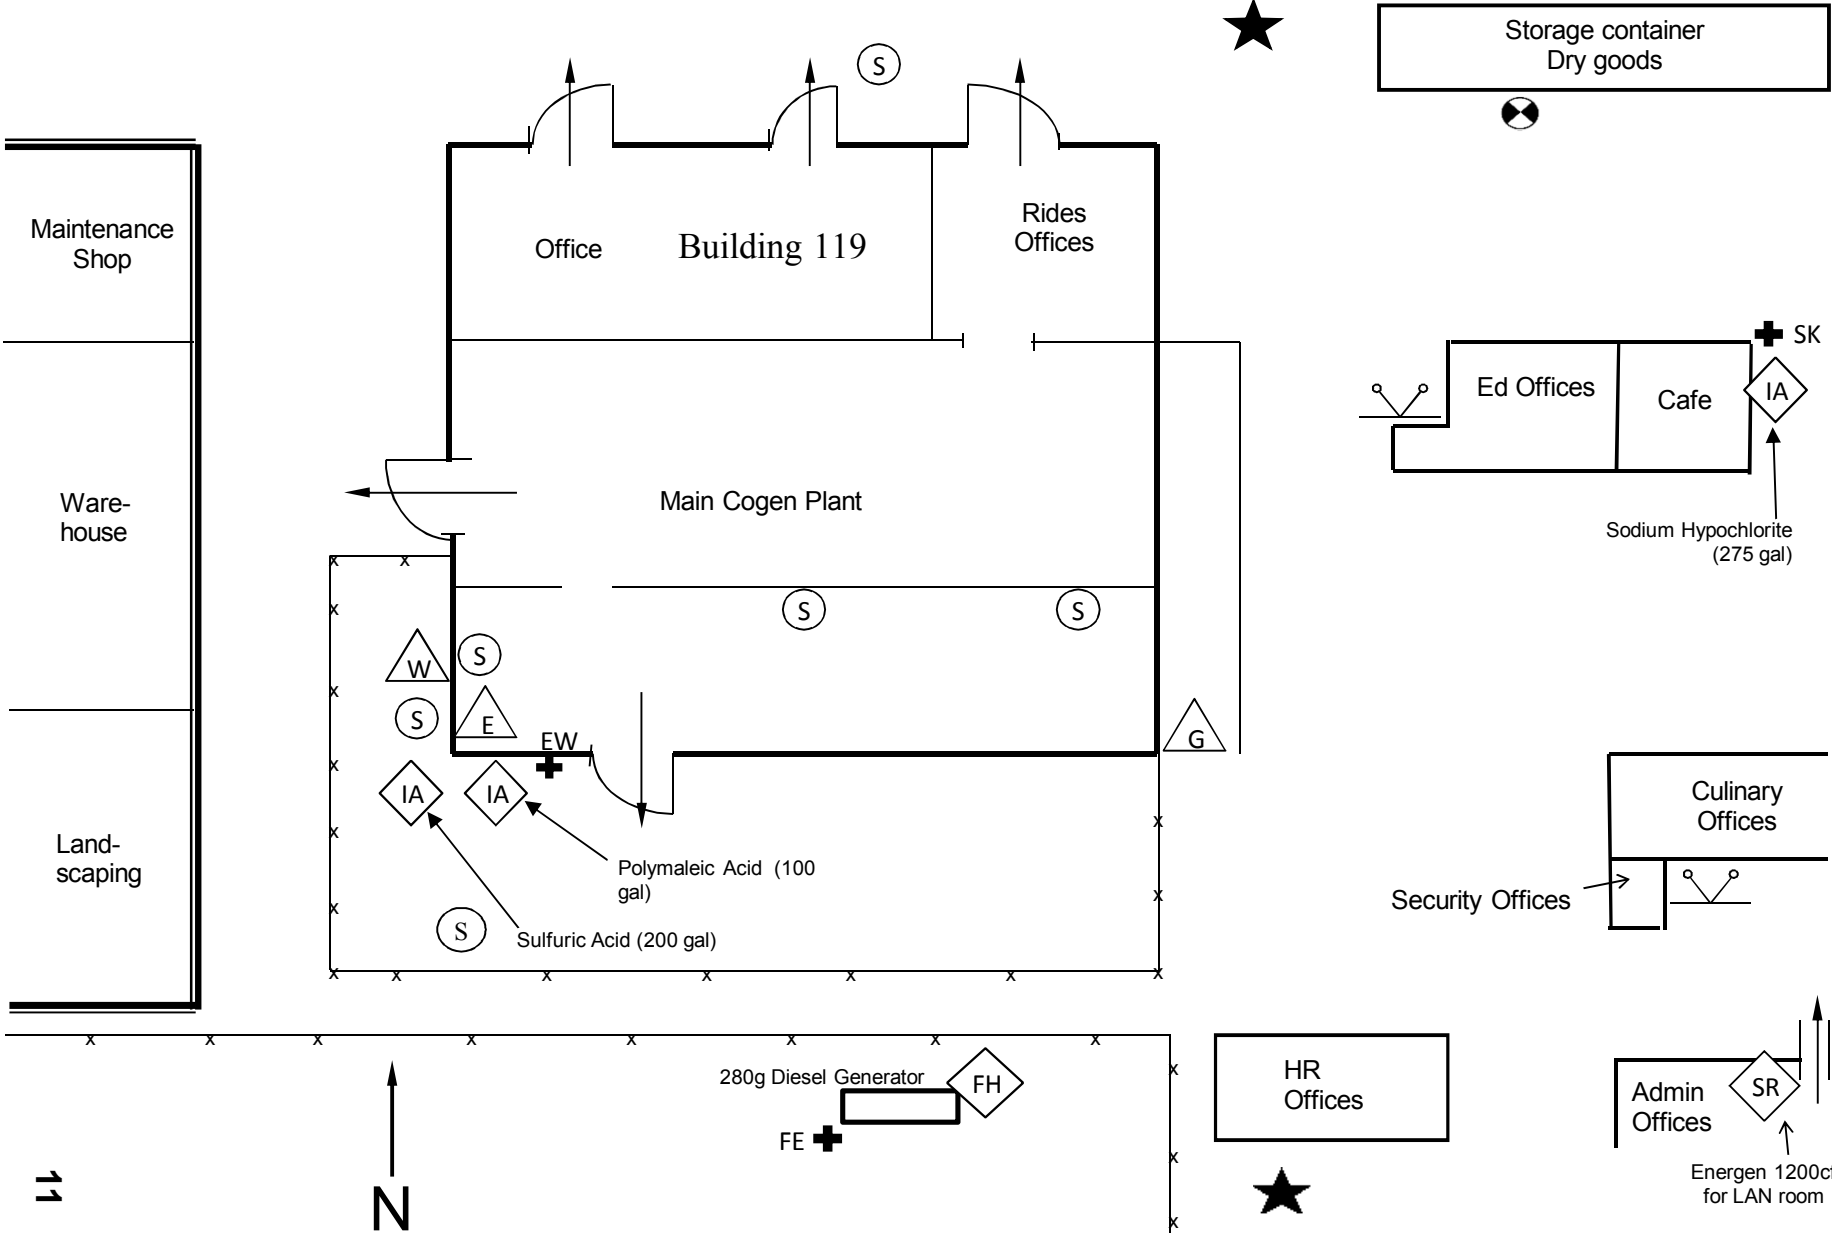 Storage container
Dry goods
S
Maintenance
Shop
Office
Building 119
Rides
Offices
SK
Ed Offices
Cafe
IA
Ware-
house
Main Cogen Plant
Sodium Hypochlorite
(275 gal)
S
S
W
S
S
E
EW
G
IA
IA
Culinary
Offices
Land-
scaping
Polymaleic Acid (100
gal)
Security Offices
S
Sulfuric Acid (200 gal)
280g Diesel Generator
FH
HR
Offices
Admin
Offices
SR
FE
Energen 1200cf
for LAN room
11
N